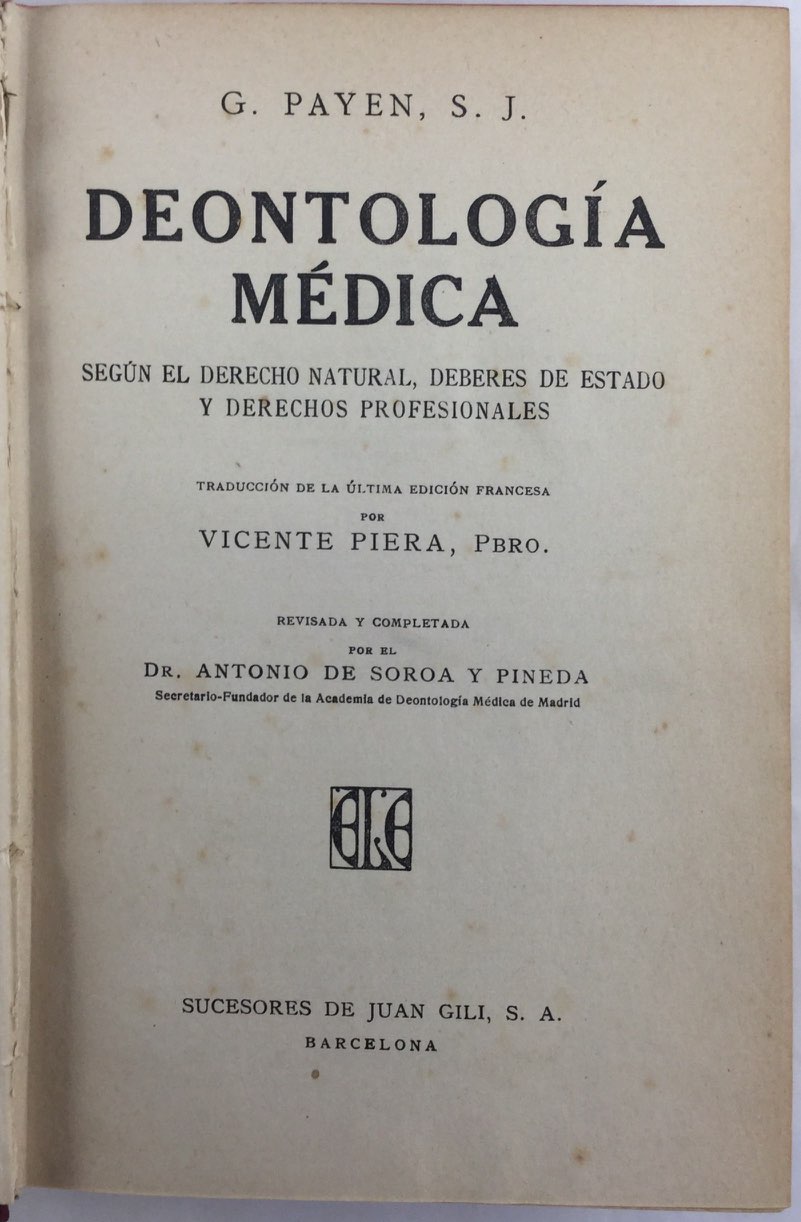 G. PAYEN, S. J.
DEONTOLOGÍA
MÉDICA
SEGÚN EL DERECHO NATURAL, DEBERES DE ESTADO
Y DERECHOS PROFESIONALES
TRADUCCIÓN DE LA ÚLTIMA EDICIÓN FRANCESA
POR
VICENTE PIERA, PBRO.
REVISADA Y COMPLETADA
POR EL
DR. ANTONIO DE SOROA Y PINEDA
Secretario-Fundador de la Academia de Deontología Médica de Madrid
SUCESORES DE JUAN GILI, S. A.
BARCELONA